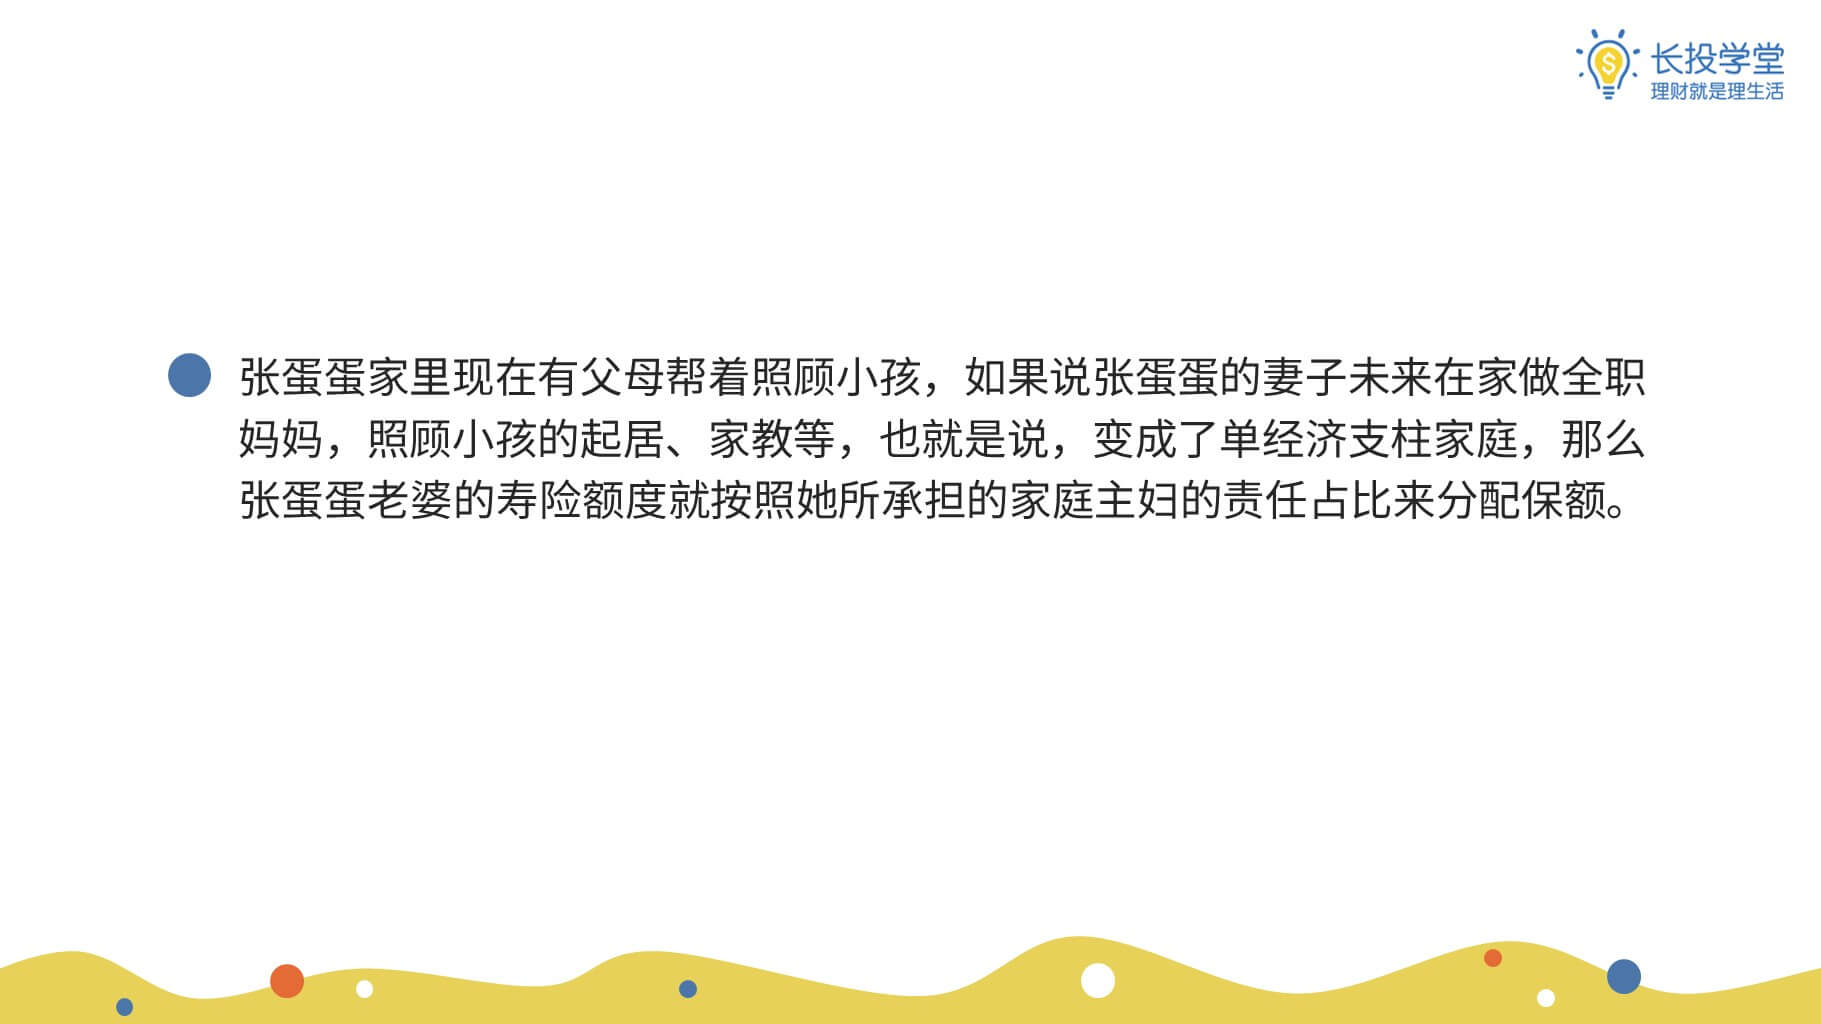 长投学堂
理财就是理生活
张蛋蛋家里现在有父母帮着照顾小孩，如果说张蛋蛋的妻子未来在家做全职
妈妈，照顾小孩的起居、家教等，也就是说，变成了单经济支柱家庭，那么
张蛋蛋老婆的寿险额度就按照她所承担的家庭主妇的责任占比来分配保额。